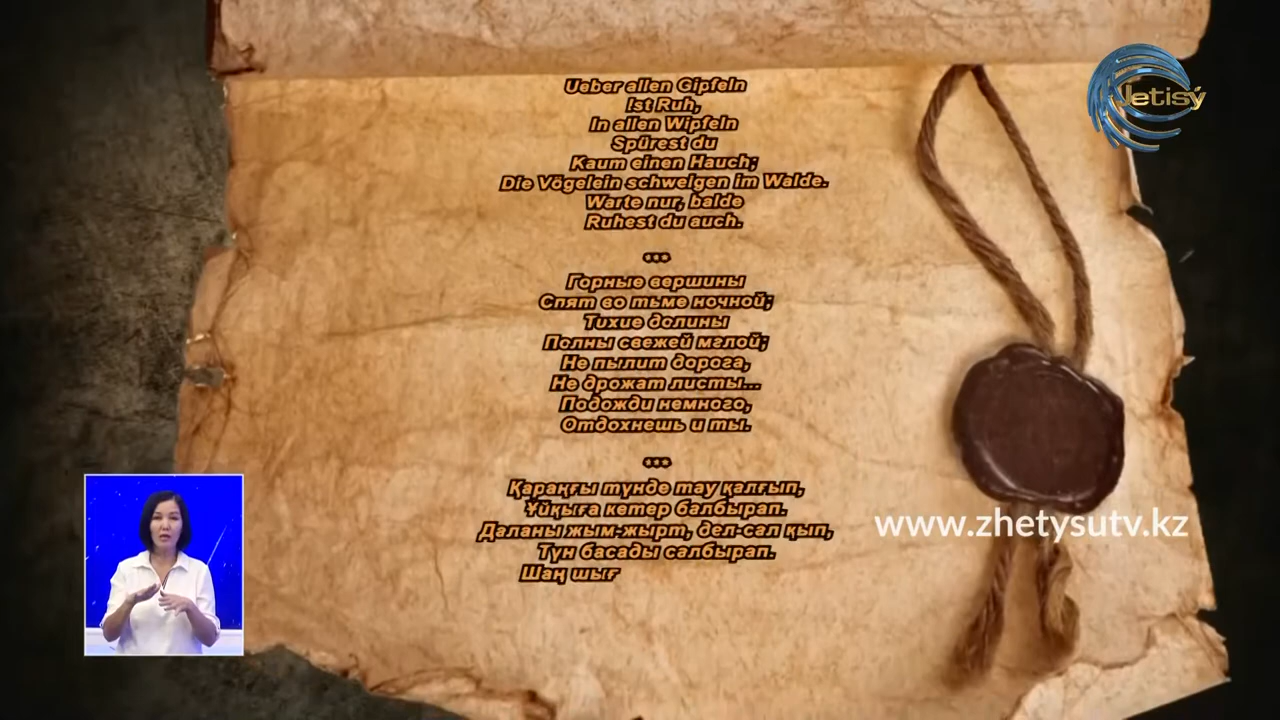 Jetisý
Ueber allen Gipfeln
Ist Ruh,
In allen Wipfeln
Spürest du
Kaum einen Hauch;
Die Vögelein schweigen im Walde.
Warte nur, balde
Ruhest du auch.
***
Горные вершины
Спят во тьме ночной;
Тихие долины
Полны свежей мглой;
Не пылит дорога,
Не дрожат листы...
Подожди немного,
Отдохнешь и ты.
***
Қараңғы түнде тау қалғып,
Ұйқыға кетер балбырап.
Даланы жым-жырт, дел-сал қып,
Түн басады салбырап.
Шаң шығ
www.zhetysutv.kz